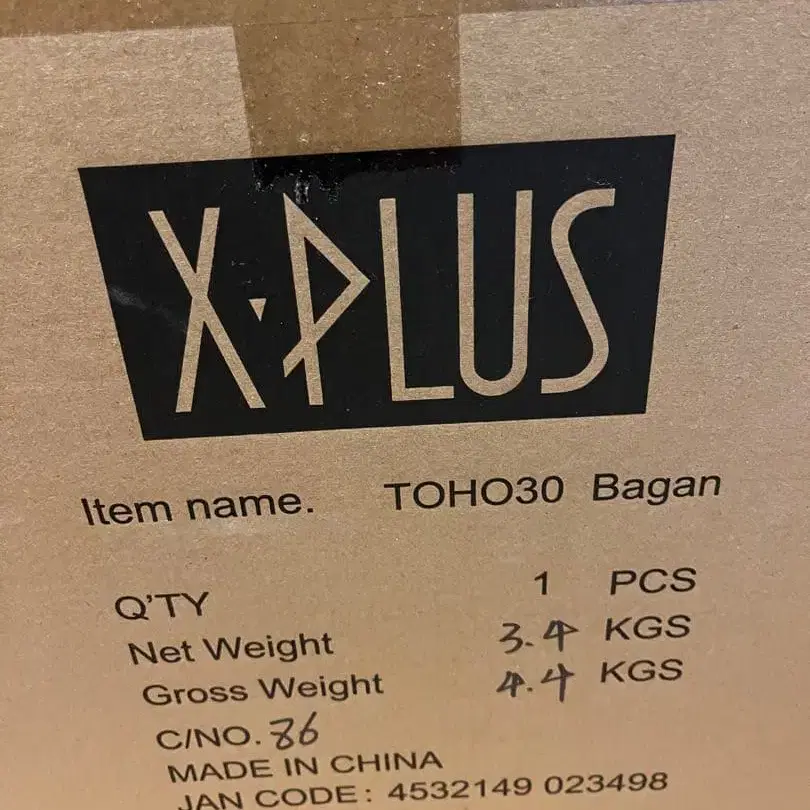 X·PLUS
Item name. TOHO30 Bagan
Q'TY 1 PCS
Net Weight 3.4 KGS
Gross Weight 4.4 KGS
C/NO. 86
MADE IN CHINA
JAN CODE: 4532149 023498